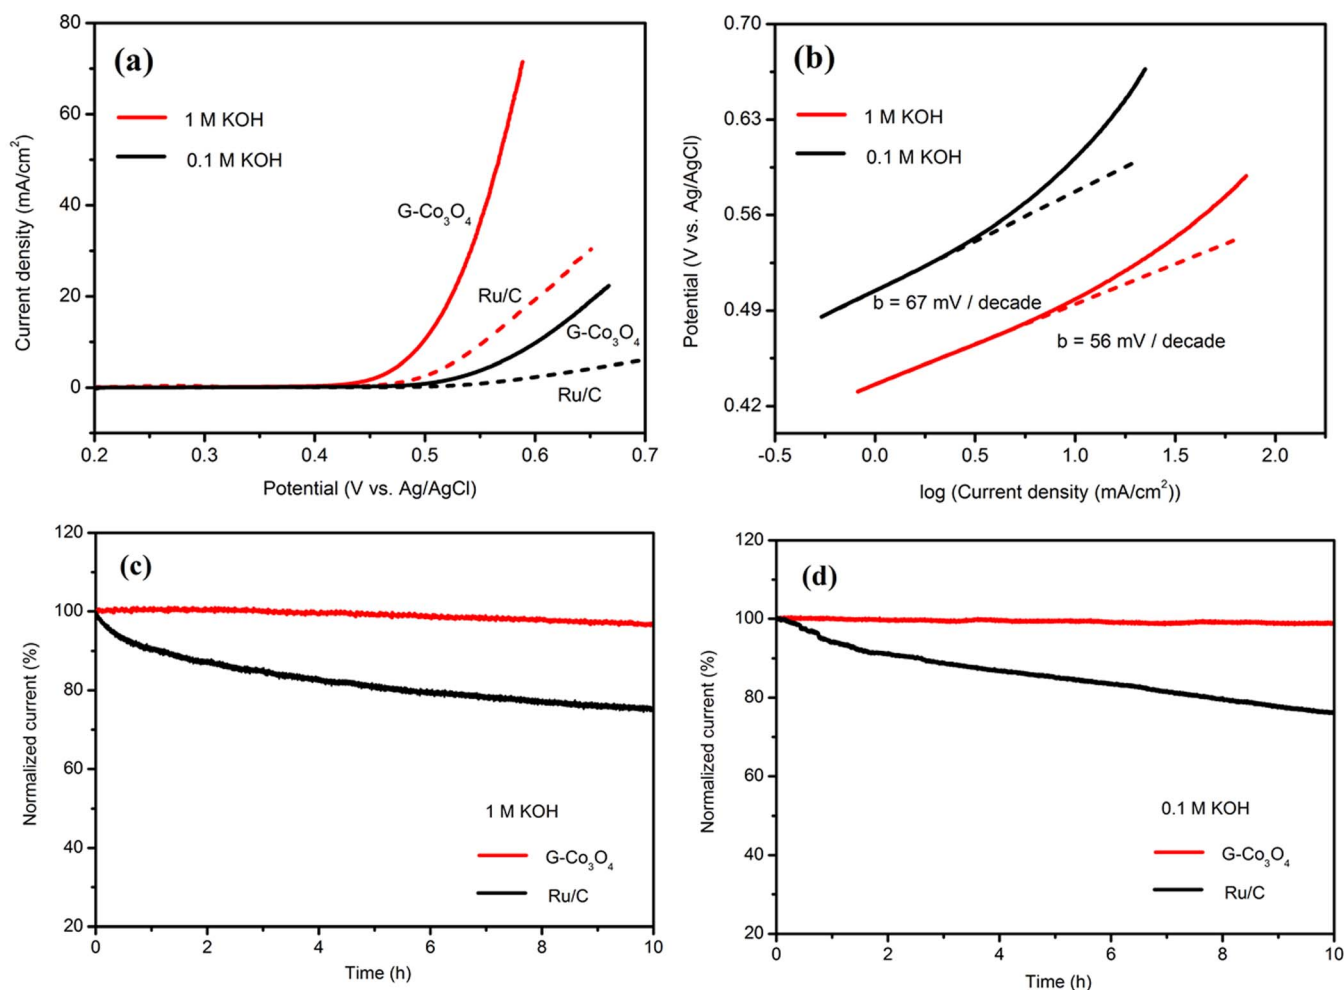 (a)
1 M KOH
0.1 M KOH
G-Co₃O₄
Ru/C
G-Co₃O₄
Ru/C
80
60
40
20
0
0.2
0.3
0.4
0.5
0.6
0.7
Current density (mA/cm²)
Potential (V vs. Ag/AgCl)
(b)
1 M KOH
0.1 M KOH
b = 67 mV / decade
b = 56 mV / decade
0.70
0.63
0.56
0.49
0.42
-0.5
0.0
0.5
1.0
1.5
2.0
Potential (V vs. Ag/AgCl)
log (Current density (mA/cm²))
(c)
120
100
80
60
40
20
0
2
4
6
8
10
Normalized current (%)
Time (h)
1 M KOH
G-Co₃O₄
Ru/C
(d)
120
100
80
60
40
20
0
2
4
6
8
10
Normalized current (%)
Time (h)
0.1 M KOH
G-Co₃O₄
Ru/C